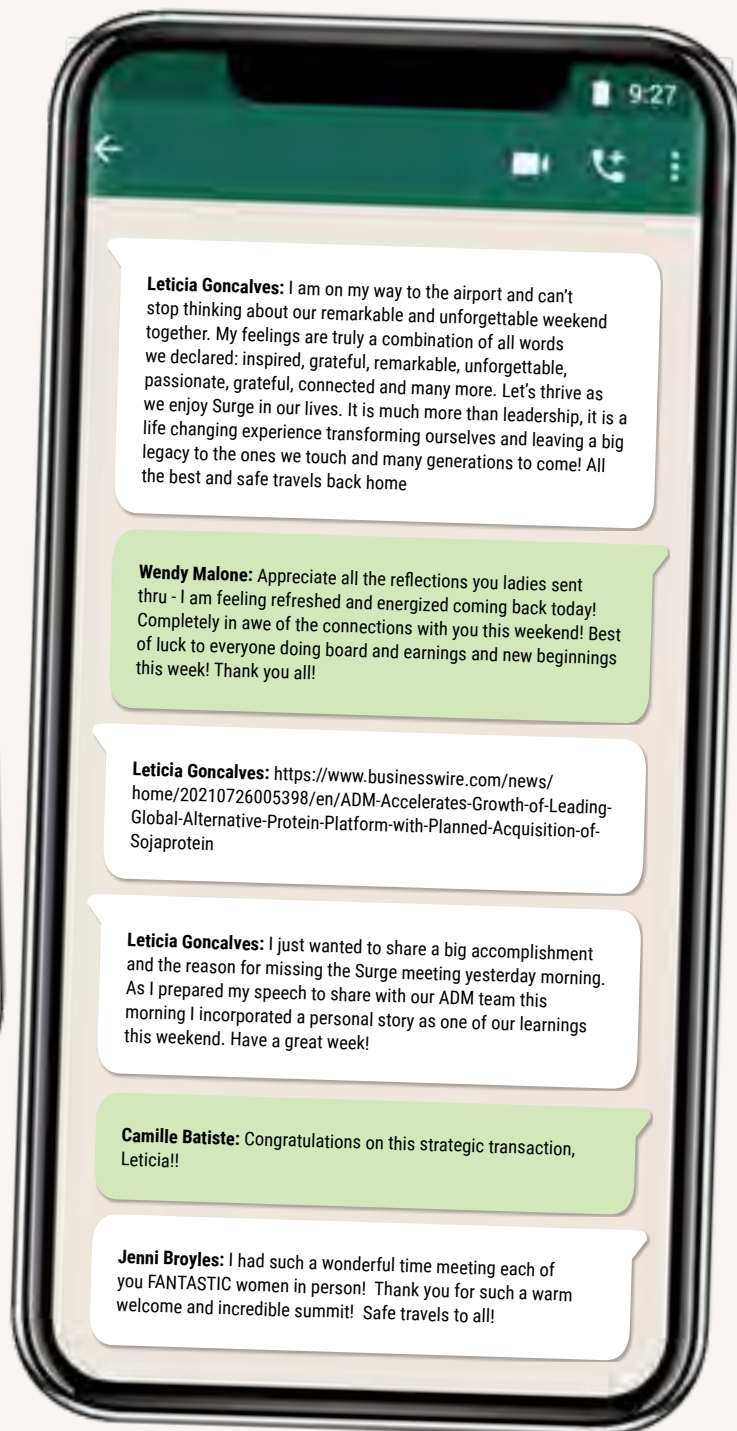 9:27
Leticia Goncalves: I am on my way to the airport and can't
stop thinking about our remarkable and unforgettable weekend
together. My feelings are truly a combination of all words
we declared: inspired, grateful, remarkable, unforgettable,
passionate, grateful, connected and many more. Let's thrive as
we enjoy Surge in our lives. It is much more than leadership, it is a
life changing experience transforming ourselves and leaving a big
legacy to the ones we touch and many generations to come! All
the best and safe travels back home
Wendy Malone: Appreciate all the reflections you ladies sent
thru - I am feeling refreshed and energized coming back today!
Completely in awe of the connections with you this weekend! Best
of luck to everyone doing board and earnings and new beginnings
this week! Thank you all!
Leticia Goncalves: https://www.businesswire.com/news/
home/20210726005398/en/ADM-Accelerates-Growth-of-Leading-
Global-Alternative-Protein-Platform-with-Planned-Acquisition-of-
Sojaprotein
Leticia Goncalves: I just wanted to share a big accomplishment
and the reason for missing the Surge meeting yesterday morning.
As I prepared my speech to share with our ADM team this
morning I incorporated a personal story as one of our learnings
this weekend. Have a great week!
Camille Batiste: Congratulations on this strategic transaction,
Leticia!!
Jenni Broyles: I had such a wonderful time meeting each of
you FANTASTIC women in person! Thank you for such a warm
welcome and incredible summit! Safe travels to all!